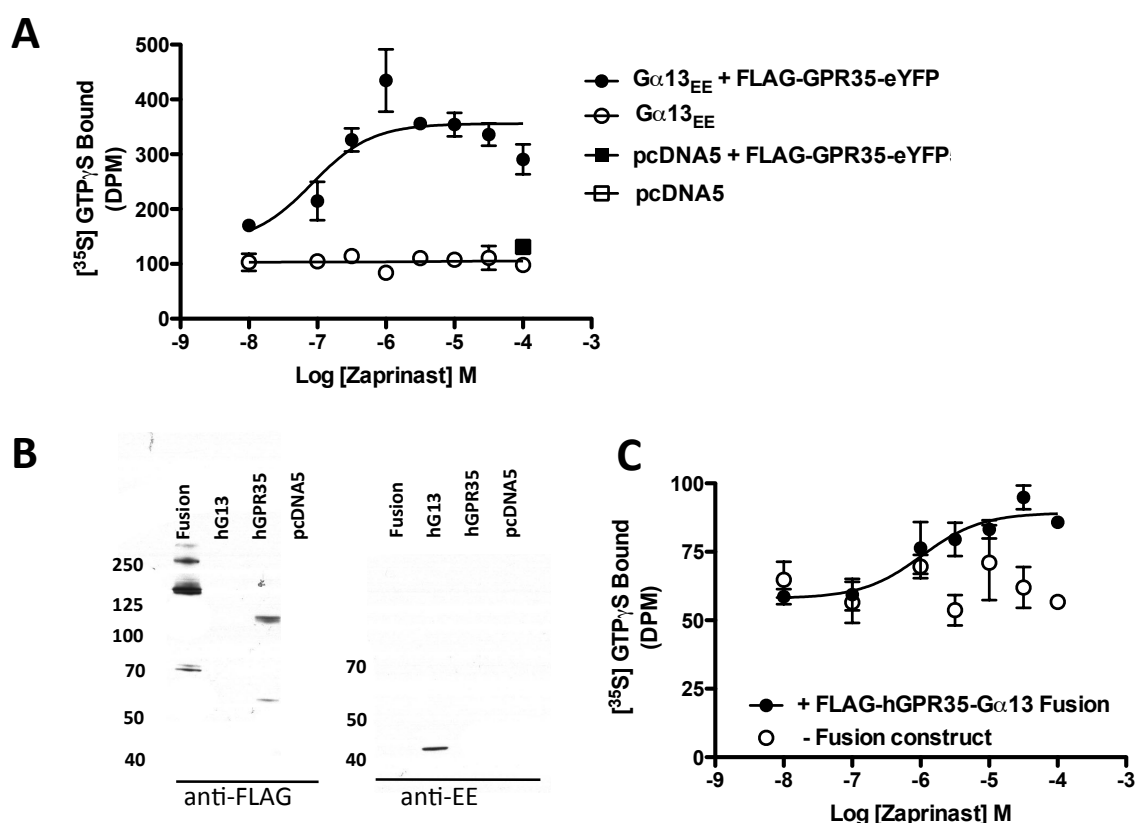 A
[35S] GTPγS Bound
(DPM)
500
400
300
200
100
0
-9
-8
-7
-6
-5
-4
-3
Log [Zaprinast] M
Gα13EE + FLAG-GPR35-eYFP
Gα13EE
pcDNA5 + FLAG-GPR35-eYFP
pcDNA5
B
Fusion
hG13
hGPR35
pcDNA5
250
125
100
70
50
40
anti-FLAG
Fusion
hG13
hGPR35
pcDNA5
70
50
40
anti-EE
C
[35S] GTPγS Bound
(DPM)
100
75
50
25
0
+ FLAG-hGPR35-Gα13 Fusion
- Fusion construct
-9
-8
-7
-6
-5
-4
-3
Log [Zaprinast] M